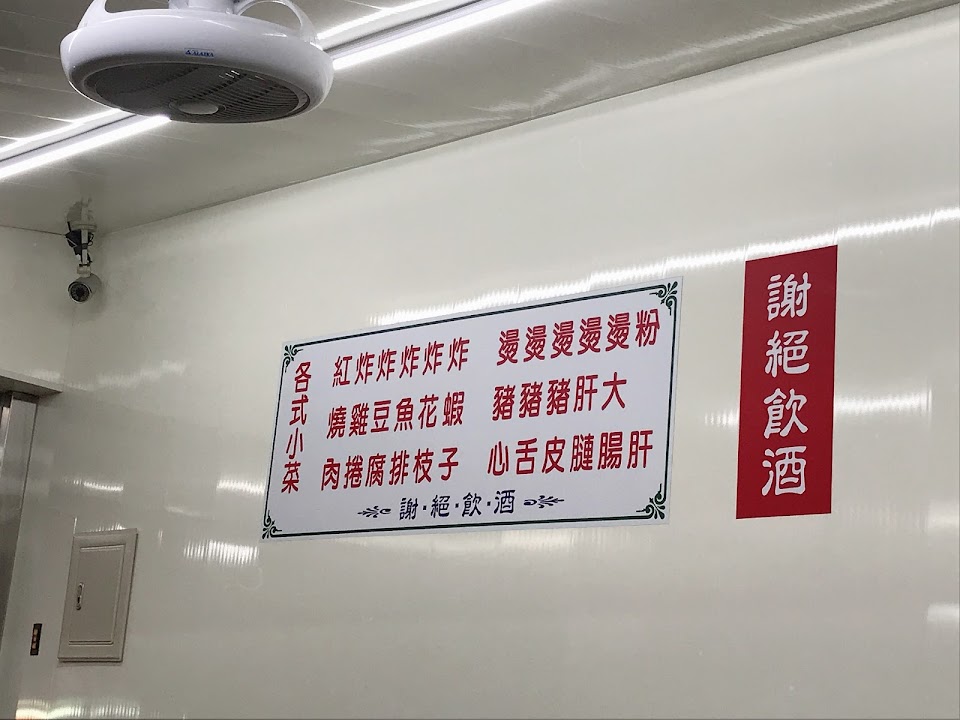 各式小菜
紅燒肉
炸雞捲
炸豆腐
炸魚排
炸花枝
炸蝦子
燙豬心
燙豬舌
燙豬皮
燙肝
燙大腸
粉肝
謝·絕·飲·酒
謝絕飲酒